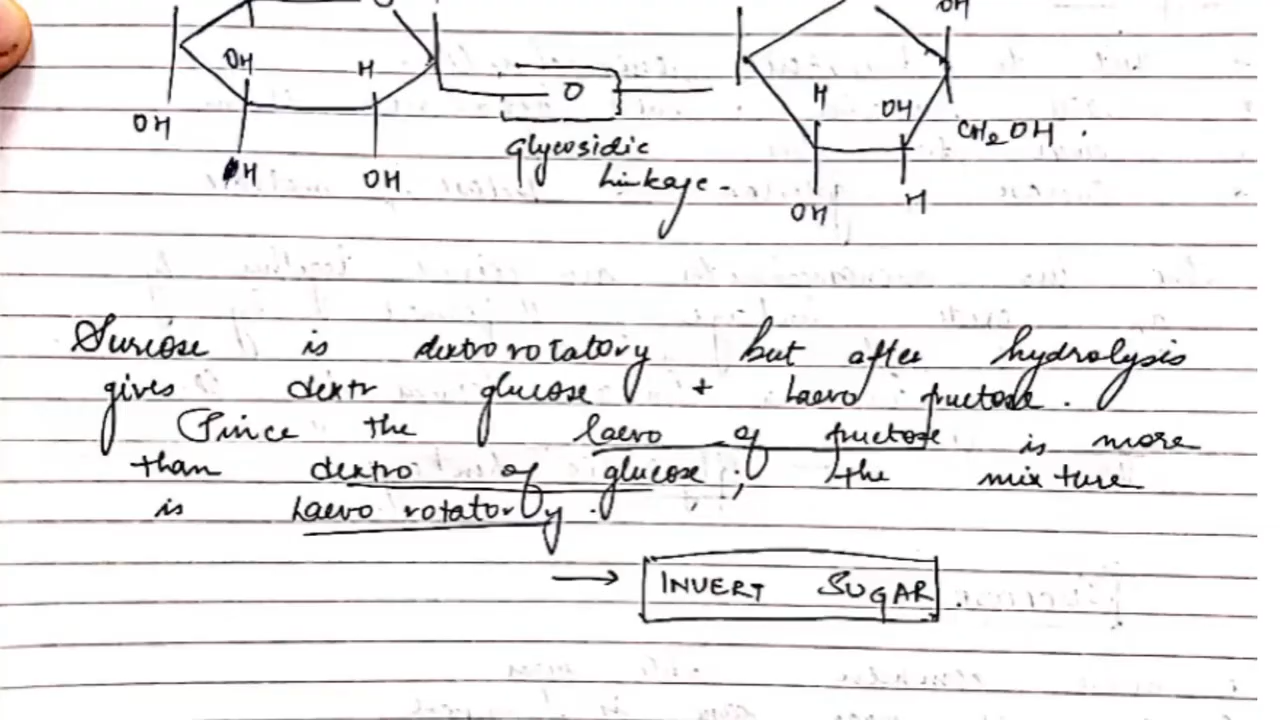 OH
OH
H
O
H
OH
OH
CH2OH.
glycosidic
linkage-
OH
H
OH
OH
H
Surcose is dextrorotatory but after hydrolysis
gives dextr glucose + Laevo fructose.
Since the laevo of fructose is more
than dextro of glucose; the mixture
is Laevo rotatory.
→ INVERT SUGAR.